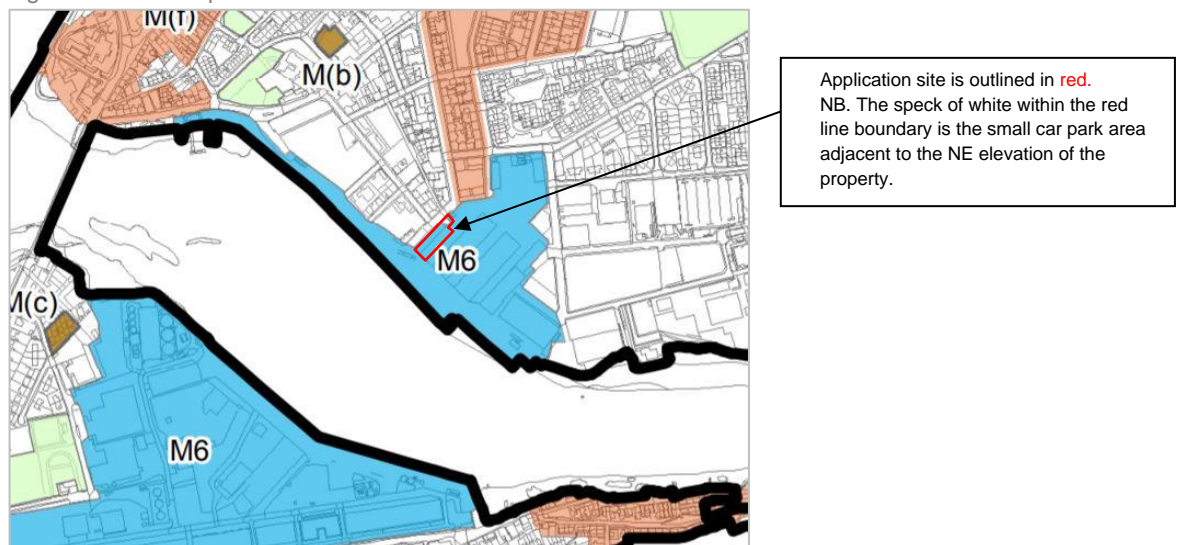 M(f)
M(b)
Application site is outlined in red.
NB. The speck of white within the red
line boundary is the small car park area
adjacent to the NE elevation of the
property.
M6
M(c)
M6